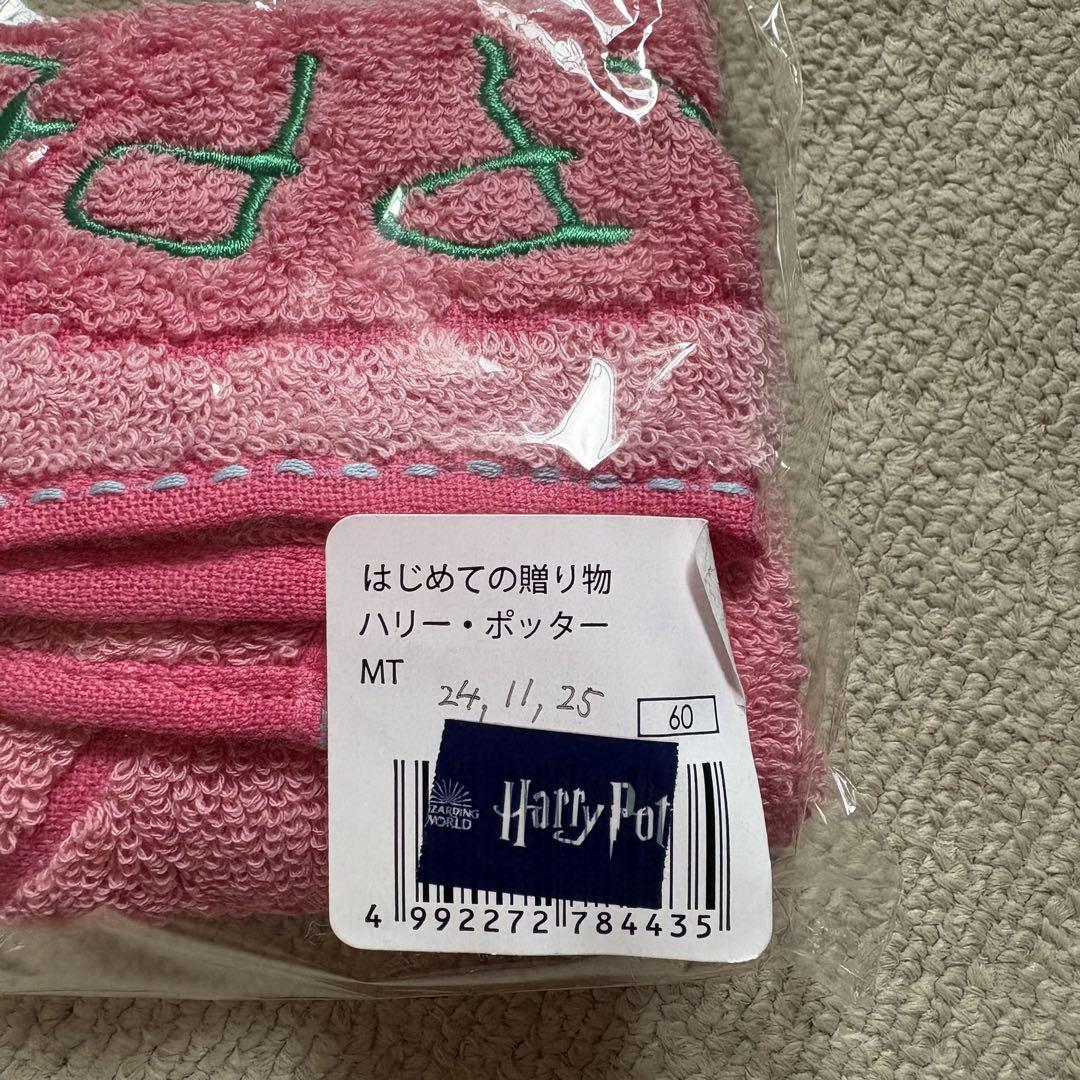 はじめての贈り物
ハリー・ポッター
MT
24, 11, 25
60
WORLD
Harry Pot
4 992272 784435